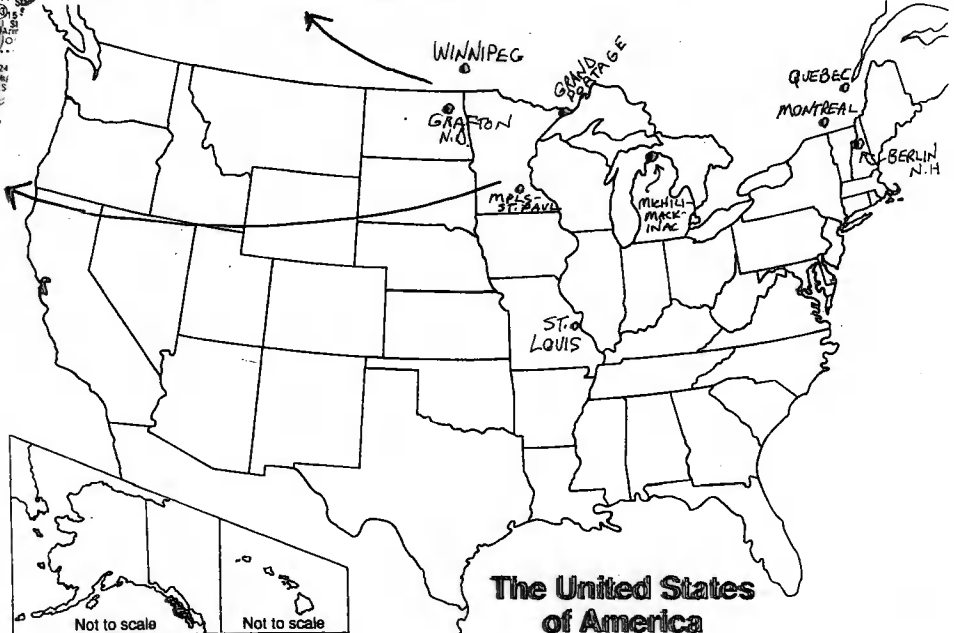 WINNIPEG
GRAND
PORTAGE
QUEBEC
MONTREAL
GRAFTON
N.D
BERLIN
N.H
MPLS-
ST. PAUL
MICHILI-
MACK-
INAC
ST.
LOUIS
Not to scale
Not to scale
The United States
of America